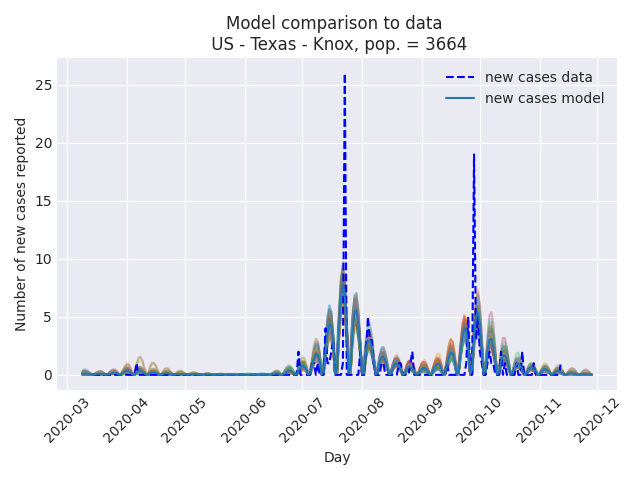 Model comparison to data
US - Texas - Knox, pop. = 3664
new cases data
new cases model
Number of new cases reported
25
20
15
10
5
0
2020-03
2020-04
2020-05
2020-06
2020-07
2020-08
2020-09
2020-10
2020-11
2020-12
Day